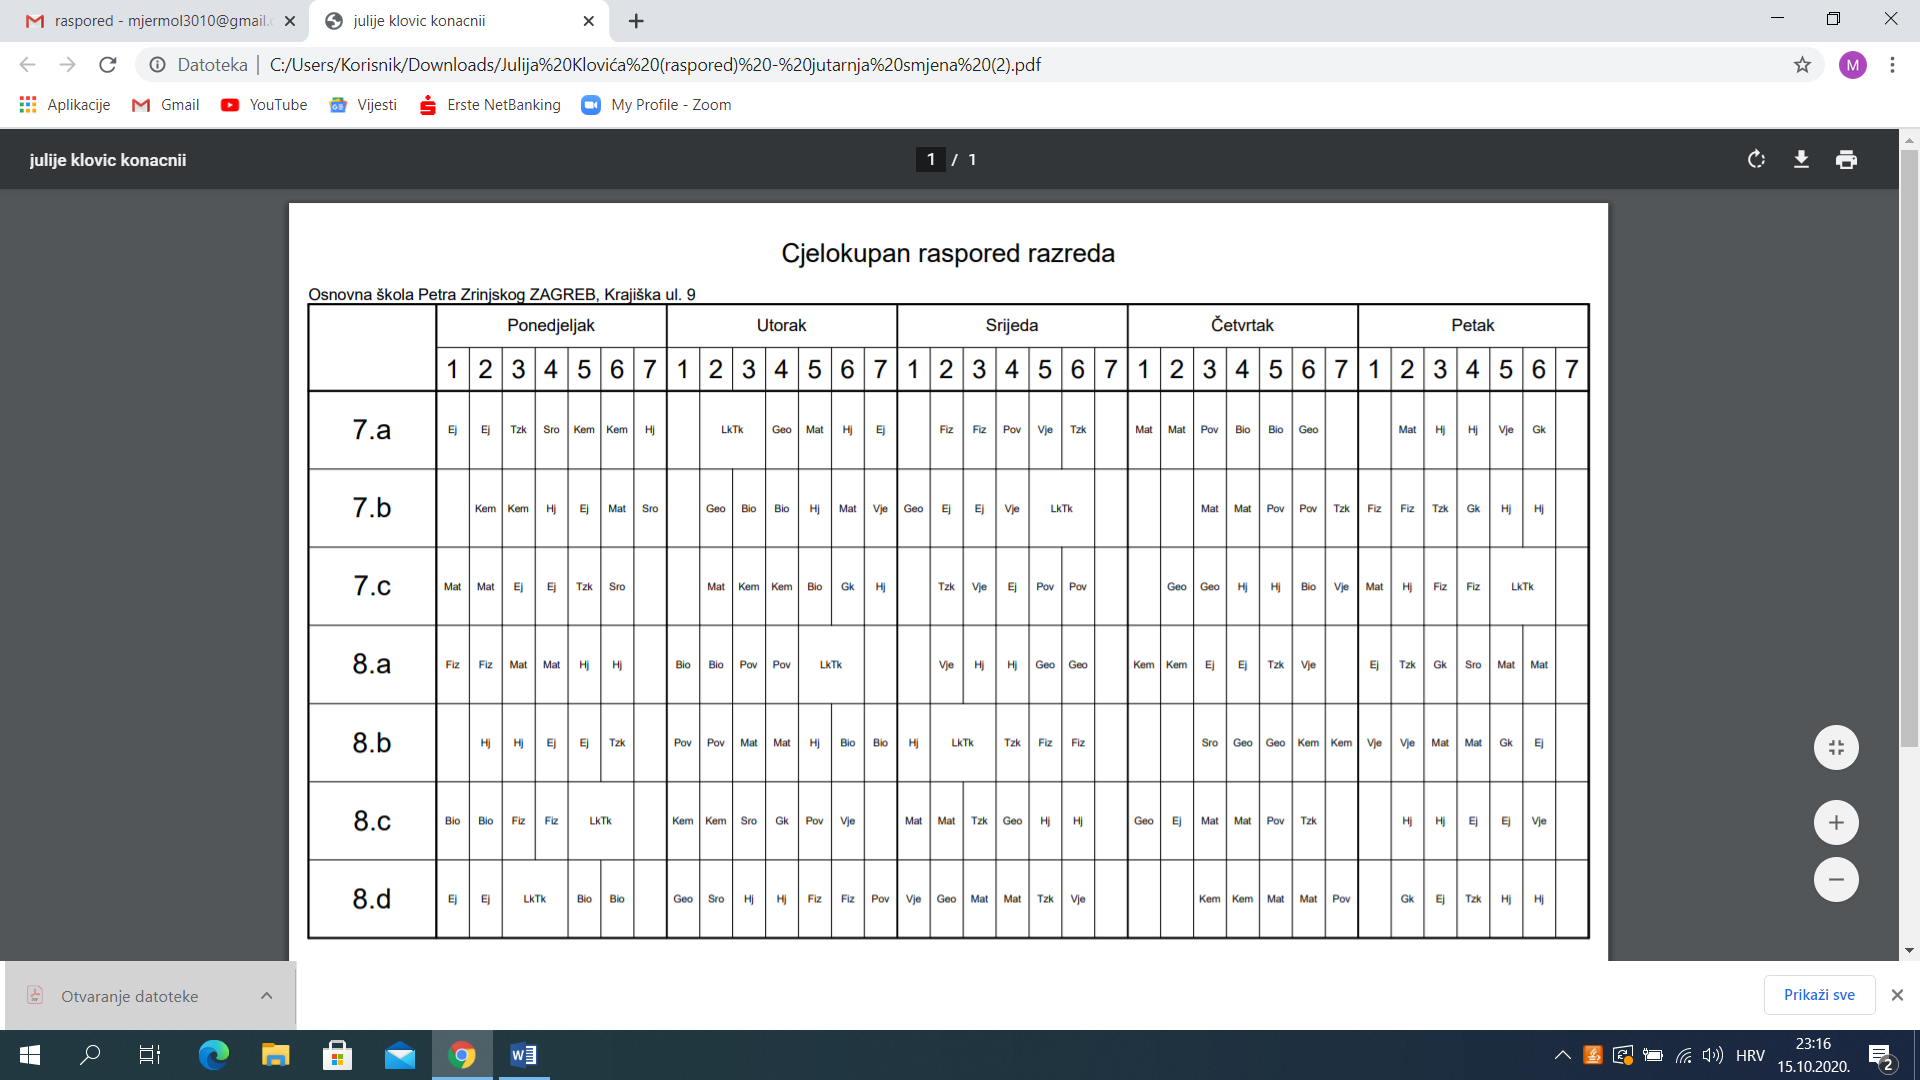 raspored - mjermol3010@gmail.c
julije klovic konacnii
Datoteka | C:/Users/Korisnik/Downloads/Julija%20Klovića%20(raspored)%20-%20jutarnja%20smjena%20(2).pdf
M
Aplikacije Gmail YouTube Vijesti Erste NetBanking My Profile - Zoom
julije klovic konacnii 1 / 1
Cjelokupan raspored razreda
Osnovna škola Petra Zrinjskog ZAGREB, Krajiška ul. 9
Ponedjeljak Utorak Srijeda Četvrtak Petak
1 2 3 4 5 6 7 1 2 3 4 5 6 7 1 2 3 4 5 6 7 1 2 3 4 5 6 7 1 2 3 4 5 6 7
7.a Ej Ej Tzk Sro Kem Kem Hj LkTk Geo Mat Hj Ej Fiz Fiz Pov Vje Tzk Mat Mat Pov Bio Bio Geo Mat Hj Hj Vje Gk
7.b Kem Kem Hj Ej Mat Sro Geo Bio Bio Hj Mat Vje Geo Ej Ej Vje LkTk Mat Mat Pov Pov Tzk Fiz Fiz Tzk Gk Hj Hj
7.c Mat Mat Ej Ej Tzk Sro Mat Kem Kem Bio Gk Hj Tzk Vje Ej Pov Pov Geo Geo Hj Hj Bio Vje Mat Hj Fiz Fiz LkTk
8.a Fiz Fiz Mat Mat Hj Hj Bio Bio Pov Pov LkTk Vje Hj Hj Geo Geo Kem Kem Ej Ej Tzk Vje Ej Tzk Gk Sro Mat Mat
8.b Hj Hj Ej Ej Tzk Pov Pov Mat Mat Hj Bio Bio Hj LkTk Tzk Fiz Fiz Sro Geo Geo Kem Kem Vje Vje Mat Mat Gk Ej
8.c Bio Bio Fiz Fiz LkTk Kem Kem Sro Gk Pov Vje Mat Mat Tzk Geo Hj Hj Geo Ej Mat Mat Pov Tzk Hj Hj Ej Ej Vje
8.d Ej Ej LkTk Bio Bio Geo Sro Hj Hj Fiz Fiz Pov Vje Geo Mat Mat Tzk Vje Kem Kem Mat Mat Pov Gk Ej Tzk Hj Hj
Otvaranje datoteke
Prikaži sve
HRV
23:16
15.10.2020.
2